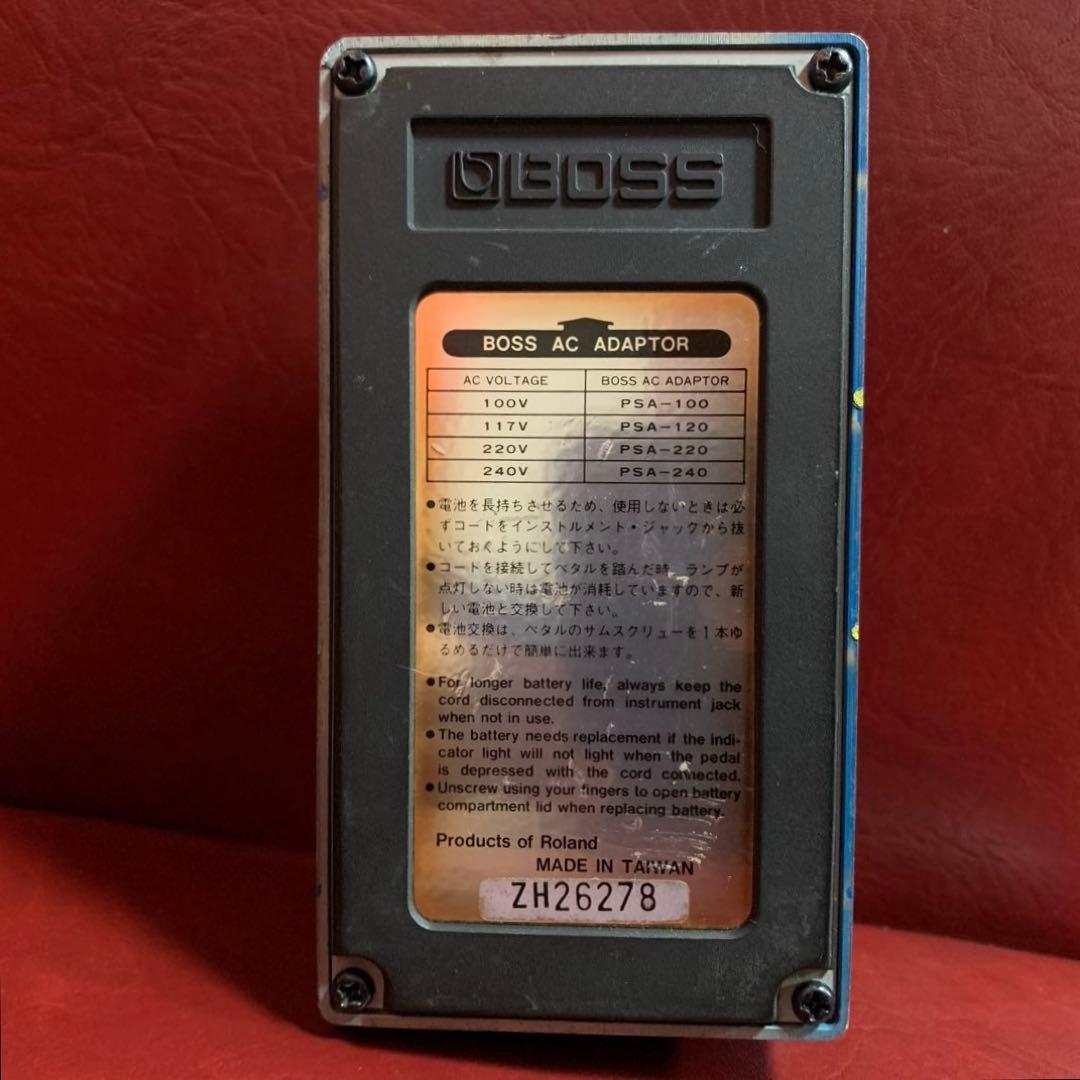 BOSS
BOSS AC ADAPTOR
AC VOLTAGE BOSS AC ADAPTOR
100V PSA-100
117V PSA-120
220V PSA-220
240V PSA-240
●電池を長持ちさせるため、使用しないときは必
ずコードをインストルメント・ジャックから抜
いておくようにして下さい。
●コードを接続してペタルを踏んだ時、ランプが
点灯しない時は電池が消耗していますので、新
しい電池と交換して下さい。
●電池交換は、ペタルのサムスクリューを1本ゆ
るめるだけで簡単に出来ます。
●For longer battery life, always keep the
cord disconnected from instrument jack
when not in use.
●The battery needs replacement if the indi-
cator light will not light when the pedal
is depressed with the cord connected.
●Unscrew using your fingers to open battery
compartment lid when replacing battery.
Products of Roland
MADE IN TAIWAN
ZH26278